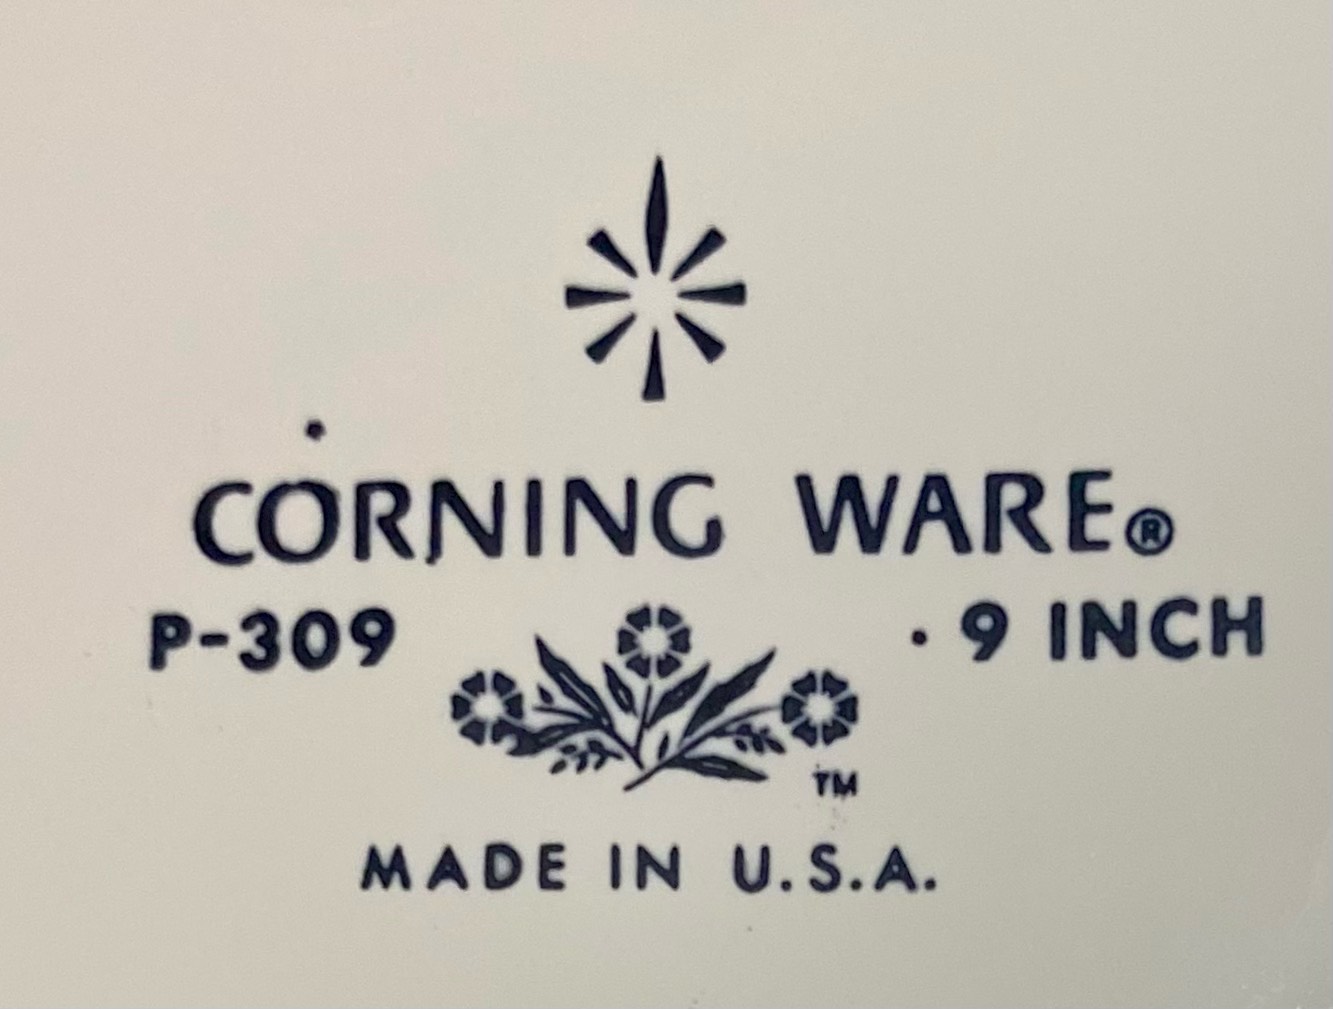 CORNING WARE®
P-309 · 9 INCH
TM
MADE IN U.S.A.